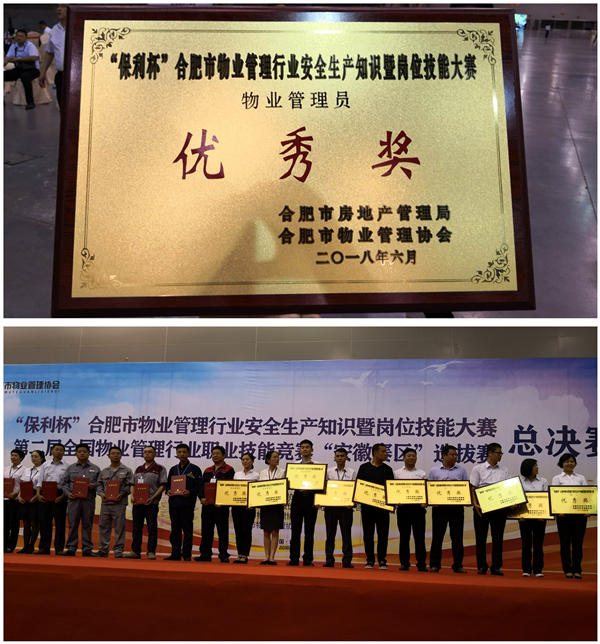 “保利杯”合肥市物业管理行业安全生产知识暨岗位技能大赛
物业管理员
优秀奖
合肥市房地产管理局
合肥市物业管理协会
二〇一八年六月
市物业管理协会
“保利杯”合肥市物业管理行业安全生产知识暨岗位技能大赛
第二届全国物业管理行业职业技能竞赛“安徽赛区”选拔赛
总决赛
优秀奖
优秀奖
优秀奖
优秀奖
优秀奖
优秀奖
优秀奖
优秀奖
优秀奖